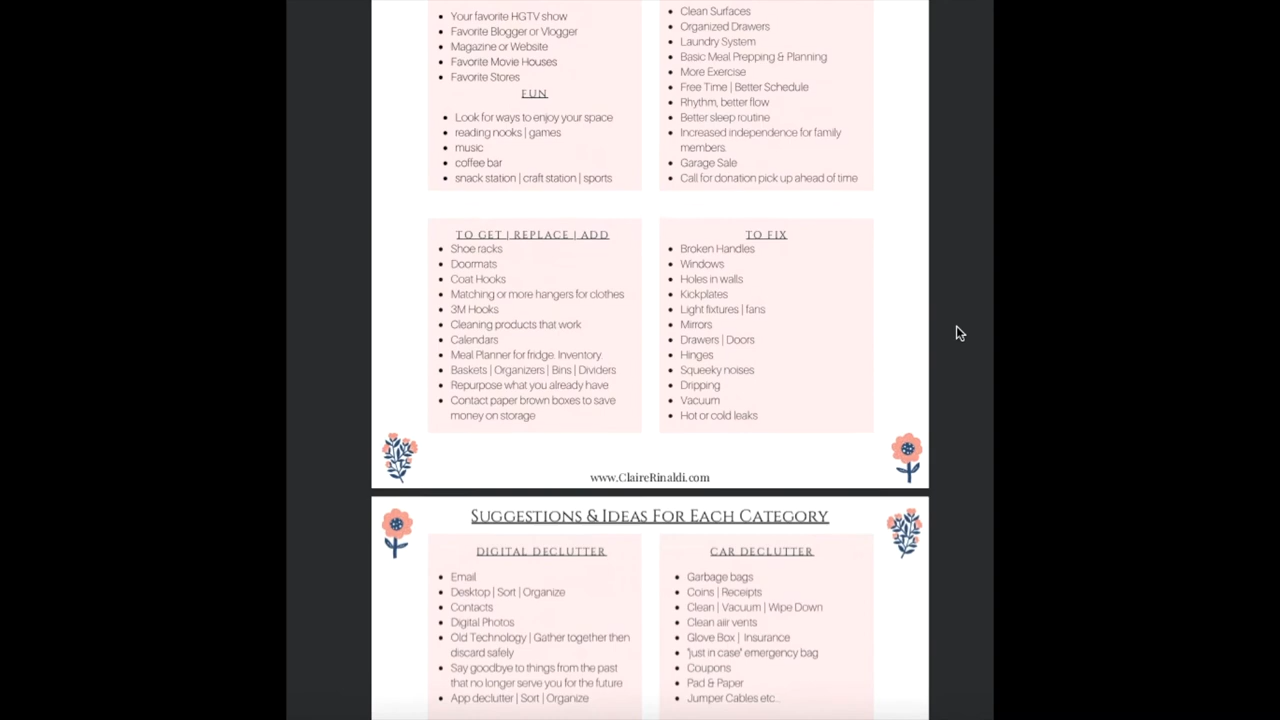 Your favorite HGTV show
Favorite Blogger or Vlogger
Magazine or Website
Favorite Movie Houses
Favorite Stores
FUN
Look for ways to enjoy your space
reading nooks | games
music
coffee bar
snack station | craft station | sports
Clean Surfaces
Organized Drawers
Laundry System
Basic Meal Prepping & Planning
More Exercise
Free Time | Better Schedule
Rhythm, better flow
Better sleep routine
Increased independence for family
members.
Garage Sale
Call for donation pick up ahead of time
TO GET | REPLACE | ADD
Shoe racks
Doormats
Coat Hooks
Matching or more hangers for clothes
3M Hooks
Cleaning products that work
Calendars
Meal Planner for fridge. Inventory
Baskets | Organizers | Bins | Dividers
Repurpose what you already have
Contact paper brown boxes to save
money on storage
TO FIX
Broken Handles
Windows
Holes in walls
Kickplates
Light fixtures | fans
Mirrors
Drawers | Doors
Hinges
Squeeky noises
Dripping
Vacuum
Hot or cold leaks
www.ClaireRinaldi.com
SUGGESTIONS & IDEAS FOR EACH CATEGORY
DIGITAL DECLUTTER
Email
Desktop | Sort | Organize
Contacts
Digital Photos
Old Technology | Gather together then
discard safely
Say goodbye to things from the past
that no longer serve you for the future
App declutter | Sort | Organize
CAR DECLUTTER
Garbage bags
Coins | Receipts
Clean | Vacuum | Wipe Down
Clean aiir vents
Glove Box | Insurance
"just in case" emergency bag
Coupons
Pad & Paper
Jumper Cables etc...